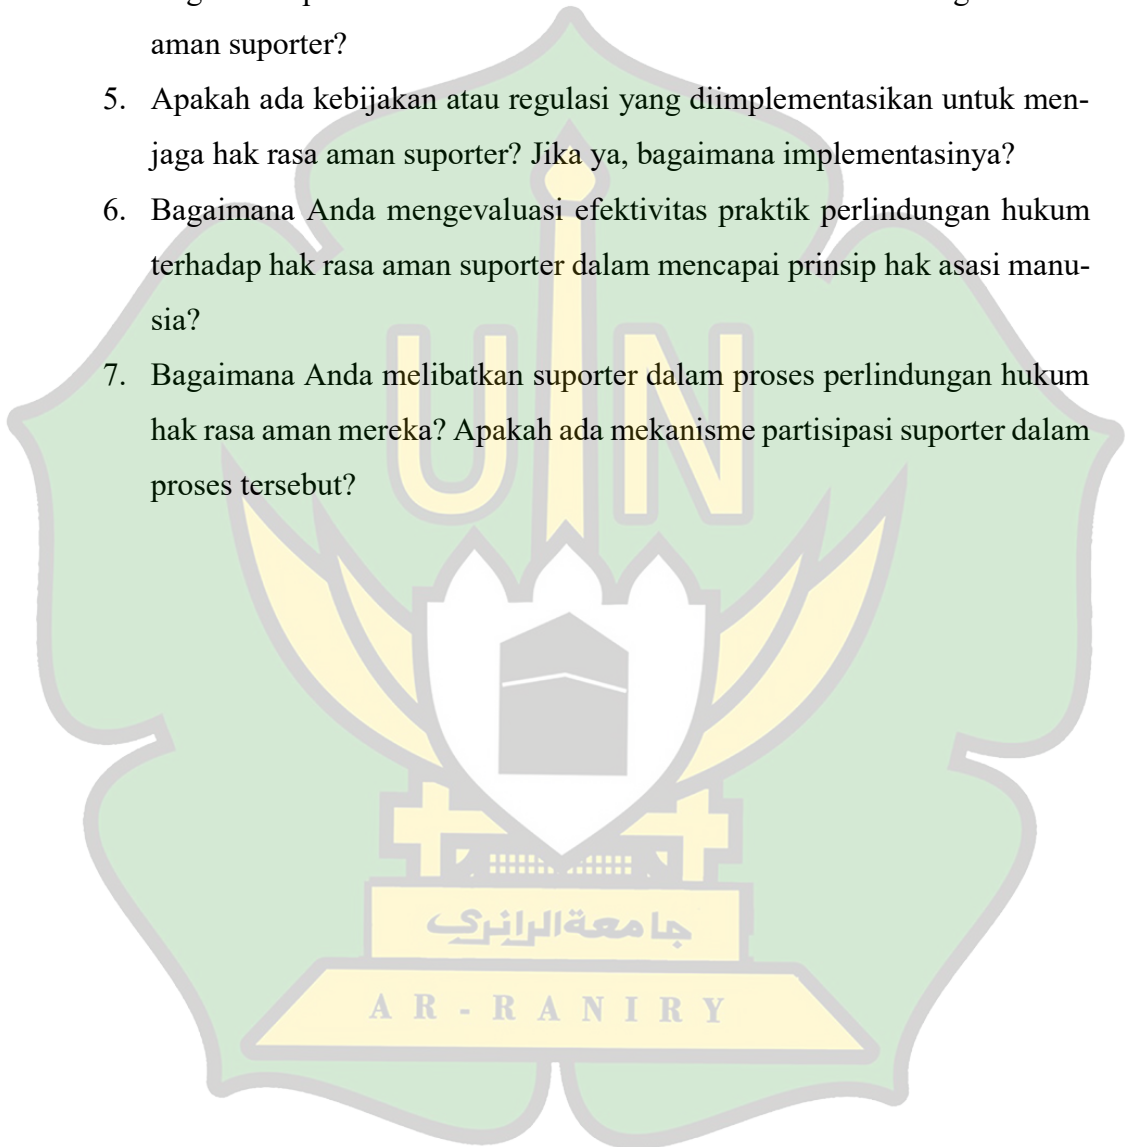 aman suporter?
5. Apakah ada kebijakan atau regulasi yang diimplementasikan untuk men-
jaga hak rasa aman suporter? Jika ya, bagaimana implementasinya?
6. Bagaimana Anda mengevaluasi efektivitas praktik perlindungan hukum
terhadap hak rasa aman suporter dalam mencapai prinsip hak asasi manu-
sia?
7. Bagaimana Anda melibatkan suporter dalam proses perlindungan hukum
hak rasa aman mereka? Apakah ada mekanisme partisipasi suporter dalam
proses tersebut?
UIN
جامعة الرانري
AR-RANIRY